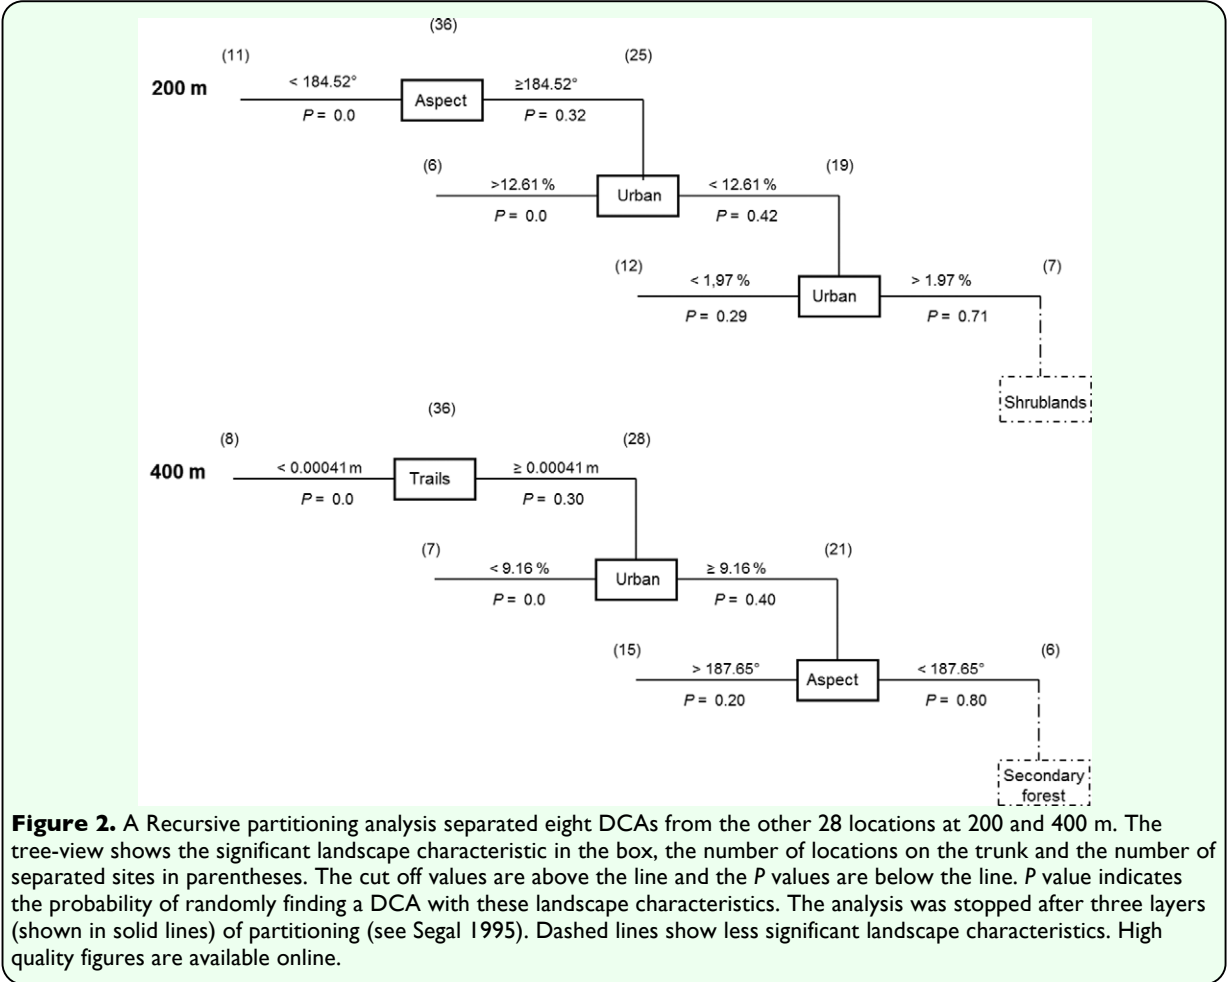 (36)
(11) (25)
200 m
< 184.52° Aspect ≥184.52°
P = 0.0 P = 0.32
(6) (19)
>12.61 % Urban < 12.61 %
P = 0.0 P = 0.42
(12) (7)
< 1,97 % Urban > 1.97 %
P = 0.29 P = 0.71
Shrublands
(36)
(8) (28)
400 m
< 0.00041 m Trails ≥ 0.00041 m
P = 0.0 P = 0.30
(7) (21)
< 9.16 % Urban ≥ 9.16 %
P = 0.0 P = 0.40
(15) (6)
> 187.65° Aspect < 187.65°
P = 0.20 P = 0.80
Secondary
forest
Figure 2. A Recursive partitioning analysis separated eight DCAs from the other 28 locations at 200 and 400 m. The
tree-view shows the significant landscape characteristic in the box, the number of locations on the trunk and the number of
separated sites in parentheses. The cut off values are above the line and the P values are below the line. P value indicates
the probability of randomly finding a DCA with these landscape characteristics. The analysis was stopped after three layers
(shown in solid lines) of partitioning (see Segal 1995). Dashed lines show less significant landscape characteristics. High
quality figures are available online.